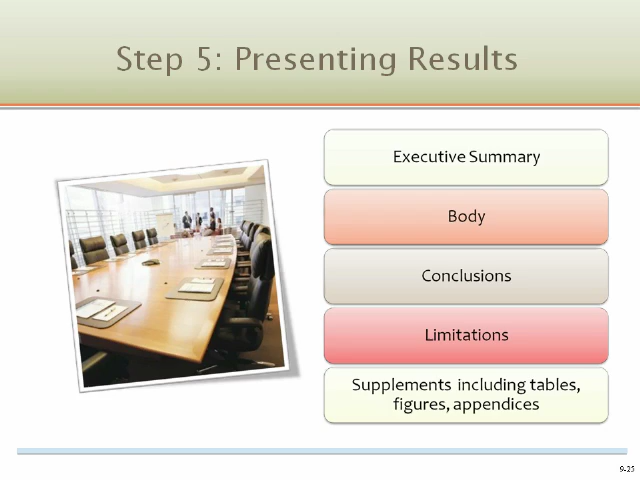 Step 5: Presenting Results
Executive Summary
Body
Conclusions
Limitations
Supplements including tables,
figures, appendices
9-25